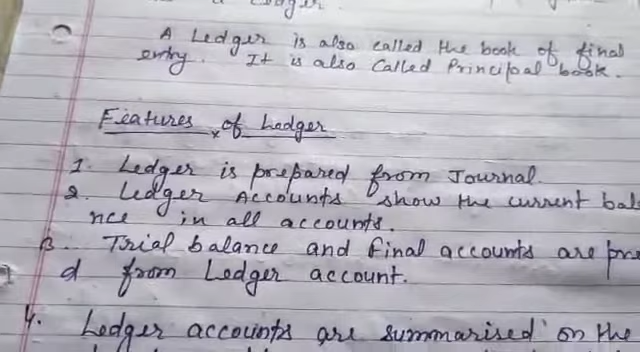 A Ledger is also called the book of final
entry. It is also called Principal book.
Features of Ledger
1. Ledger is prepared from Journal.
2. Ledger Accounts show the current bal
nce in all accounts.
3. Trial balance and final accounts are pre
d from Ledger account.
4. Ledger accounts are summarised on the